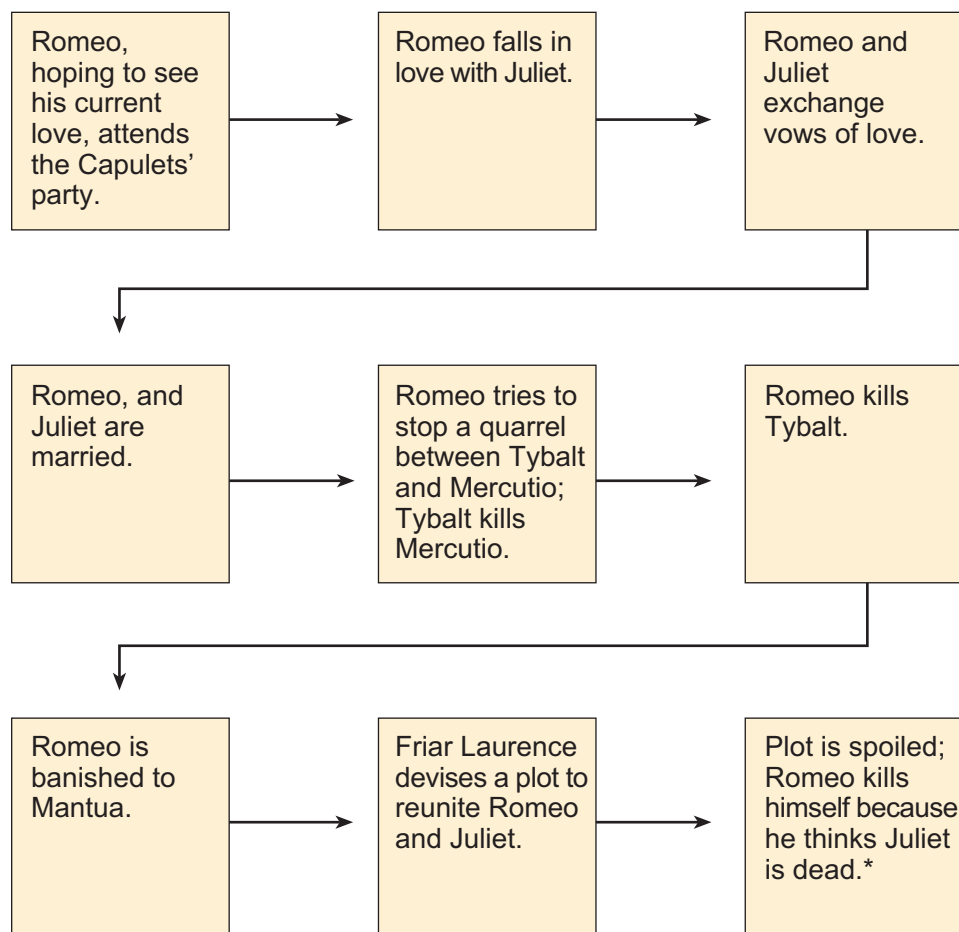 Romeo,
hoping to see
his current
love, attends
the Capulets’
party.
Romeo falls in
love with Juliet.
Romeo and
Juliet
exchange
vows of love.
Romeo, and
Juliet are
married.
Romeo tries to
stop a quarrel
between Tybalt
and Mercutio;
Tybalt kills
Mercutio.
Romeo kills
Tybalt.
Romeo is
banished to
Mantua.
Friar Laurence
devises a plot to
reunite Romeo
and Juliet.
Plot is spoiled;
Romeo kills
himself because
he thinks Juliet
is dead.*